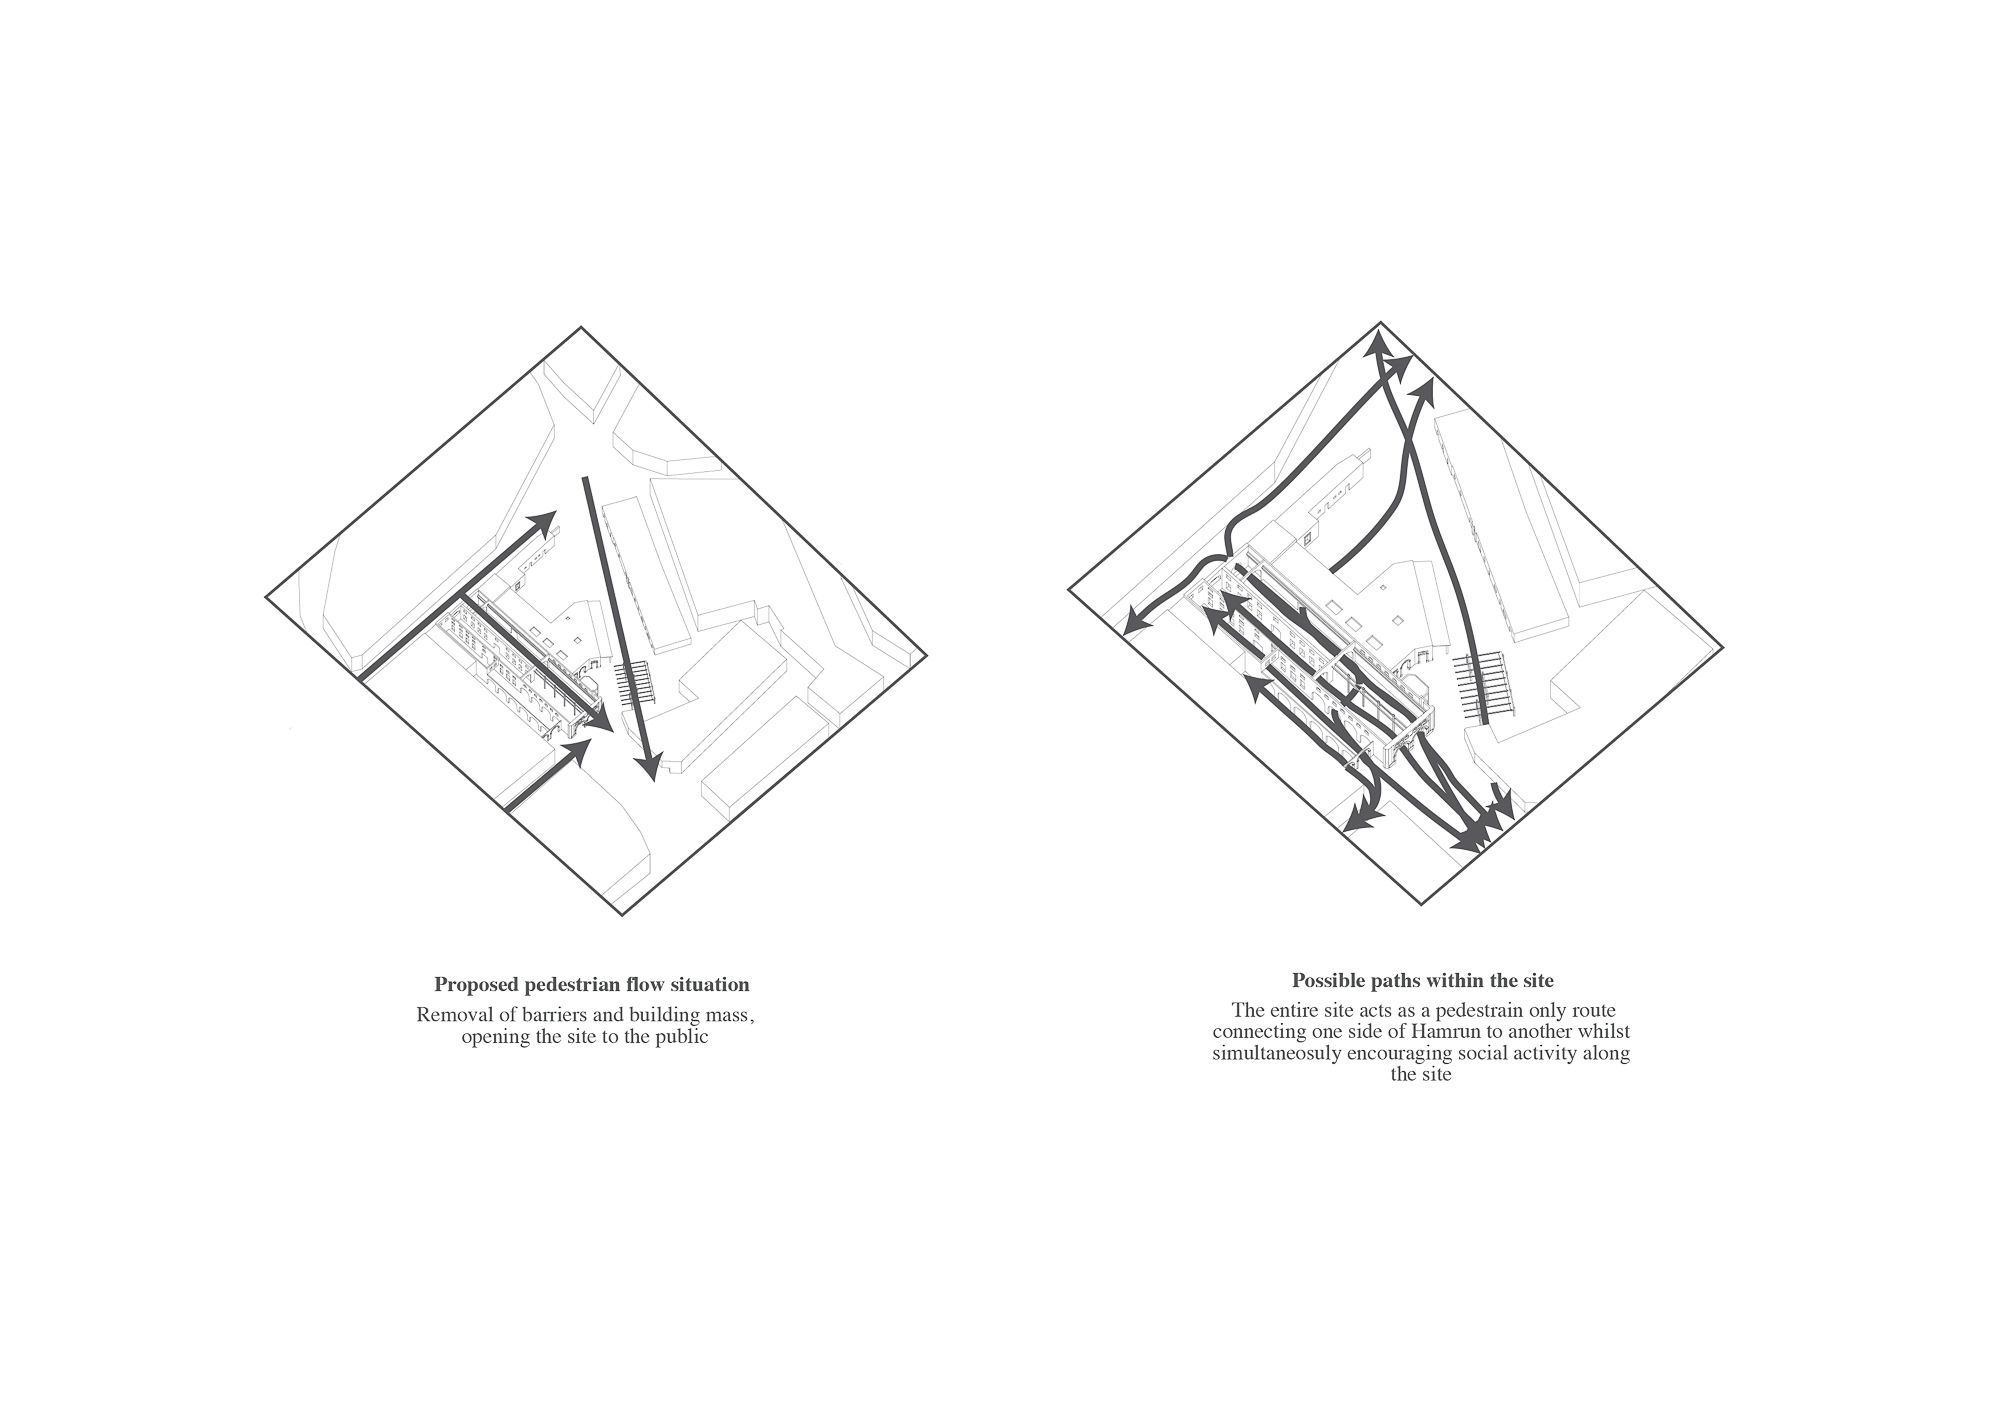 Proposed pedestrian flow situation
Removal of barriers and building mass,
opening the site to the public
Possible paths within the site
The entire site acts as a pedestrain only route
connecting one side of Hamrun to another whilst
simultaneosuly encouraging social activity along
the site